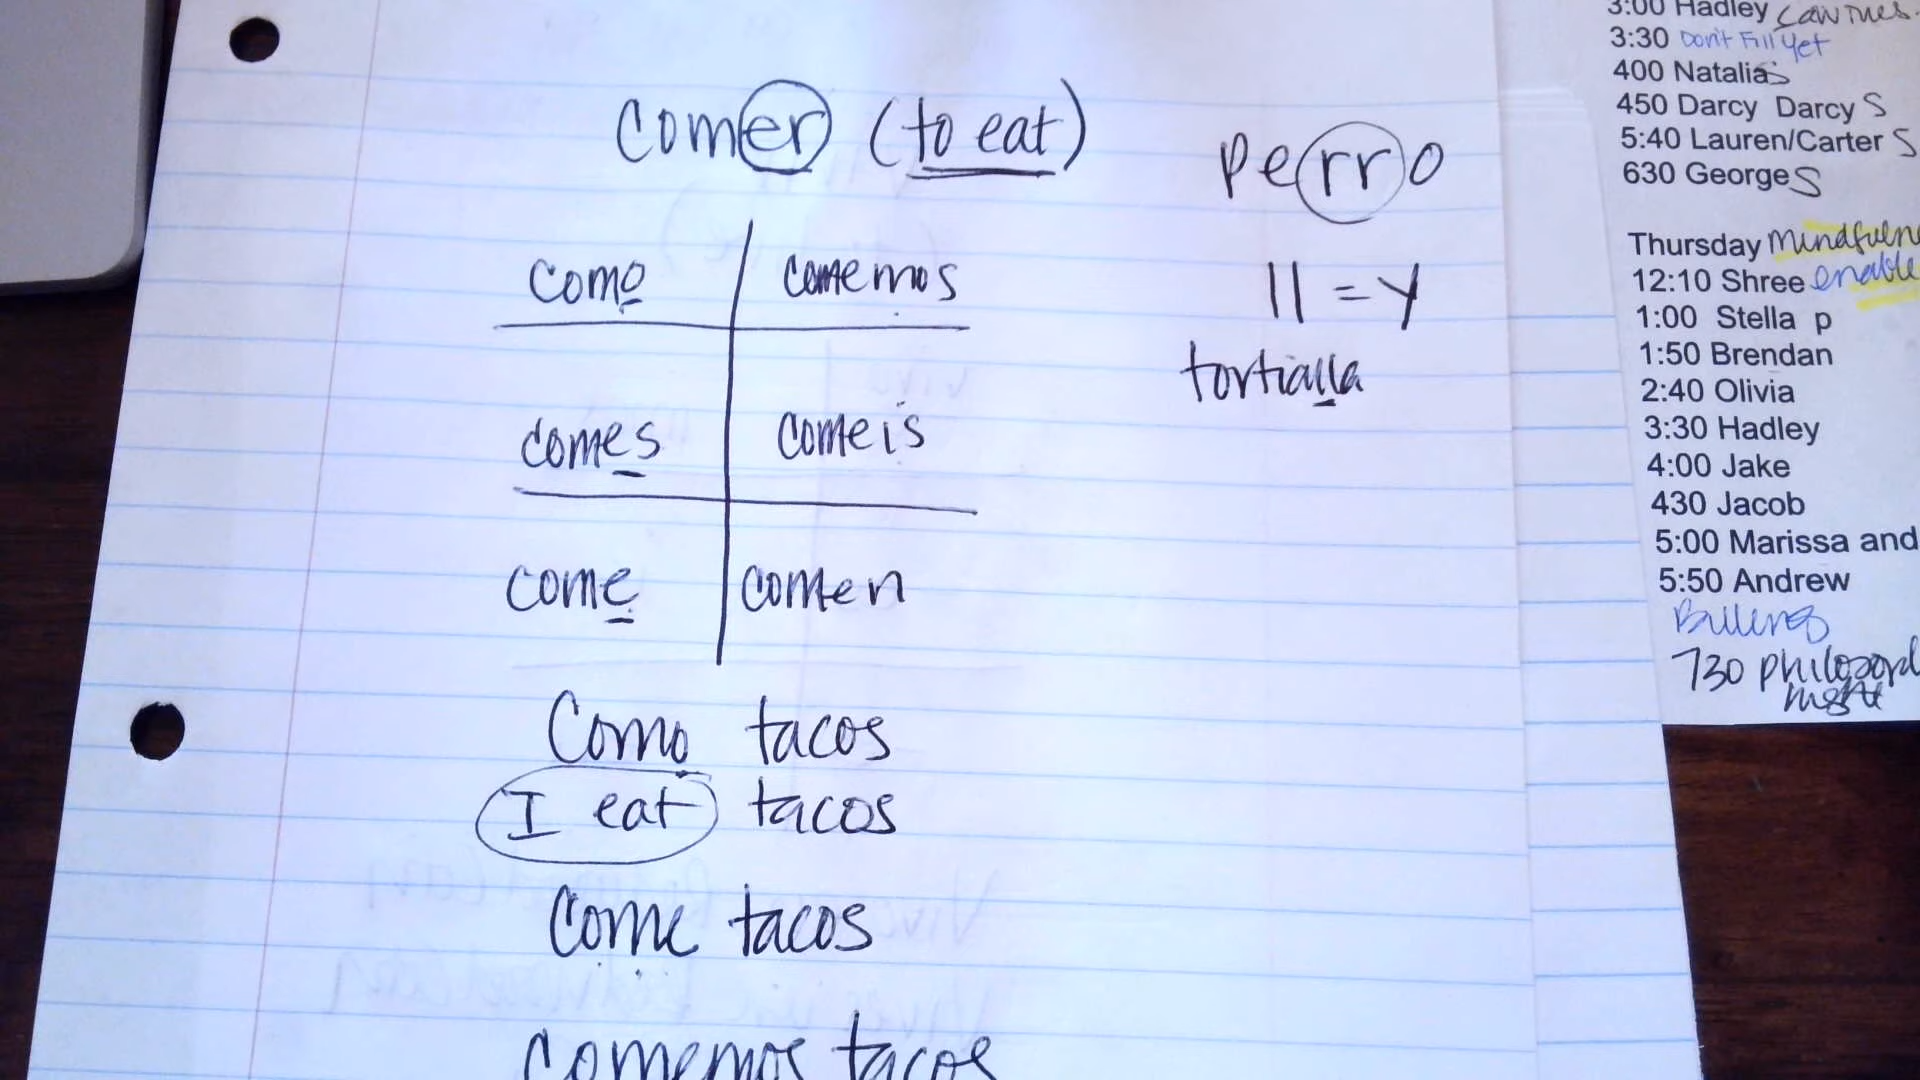 comer (to eat)
como comemos
comes comeis
come comen
Como tacos
I eat tacos
Come tacos
comemos tacos
perro
ll = y
tortialla
3:00 Hadley
3:30 Don't Fill yet
400 Natalia S
450 Darcy Darcy S
5:40 Lauren/Carter S
630 George S
Thursday
12:10 Shree enable
1:00 Stella p
1:50 Brendan
2:40 Olivia
3:30 Hadley
4:00 Jake
430 Jacob
5:00 Marissa and
5:50 Andrew
730